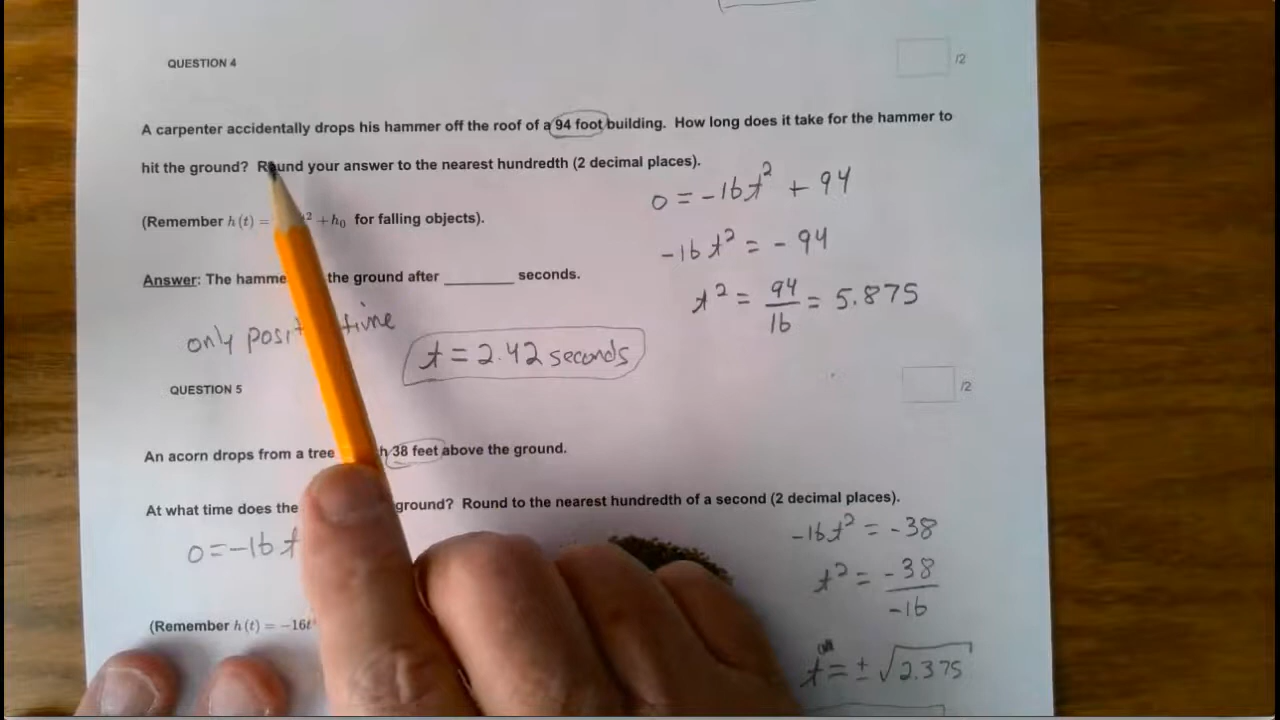 QUESTION 4
/2
A carpenter accidentally drops his hammer off the roof of a 94 foot building. How long does it take for the hammer to
hit the ground? Round your answer to the nearest hundredth (2 decimal places).
0 = -16t² + 94
(Remember h(t) = ² + h₀ for falling objects).
-16t² = -94
Answer: The hamme the ground after ________ seconds.
t² = 94/16 = 5.875
only posit time
t = 2.42 seconds
QUESTION 5
/2
An acorn drops from a tree h 38 feet above the ground.
At what time does the ground? Round to the nearest hundredth of a second (2 decimal places).
-16t² = -38
0 = -16t
t² = -38/-16
(Remember h(t) = -16t
t = ± √2.375